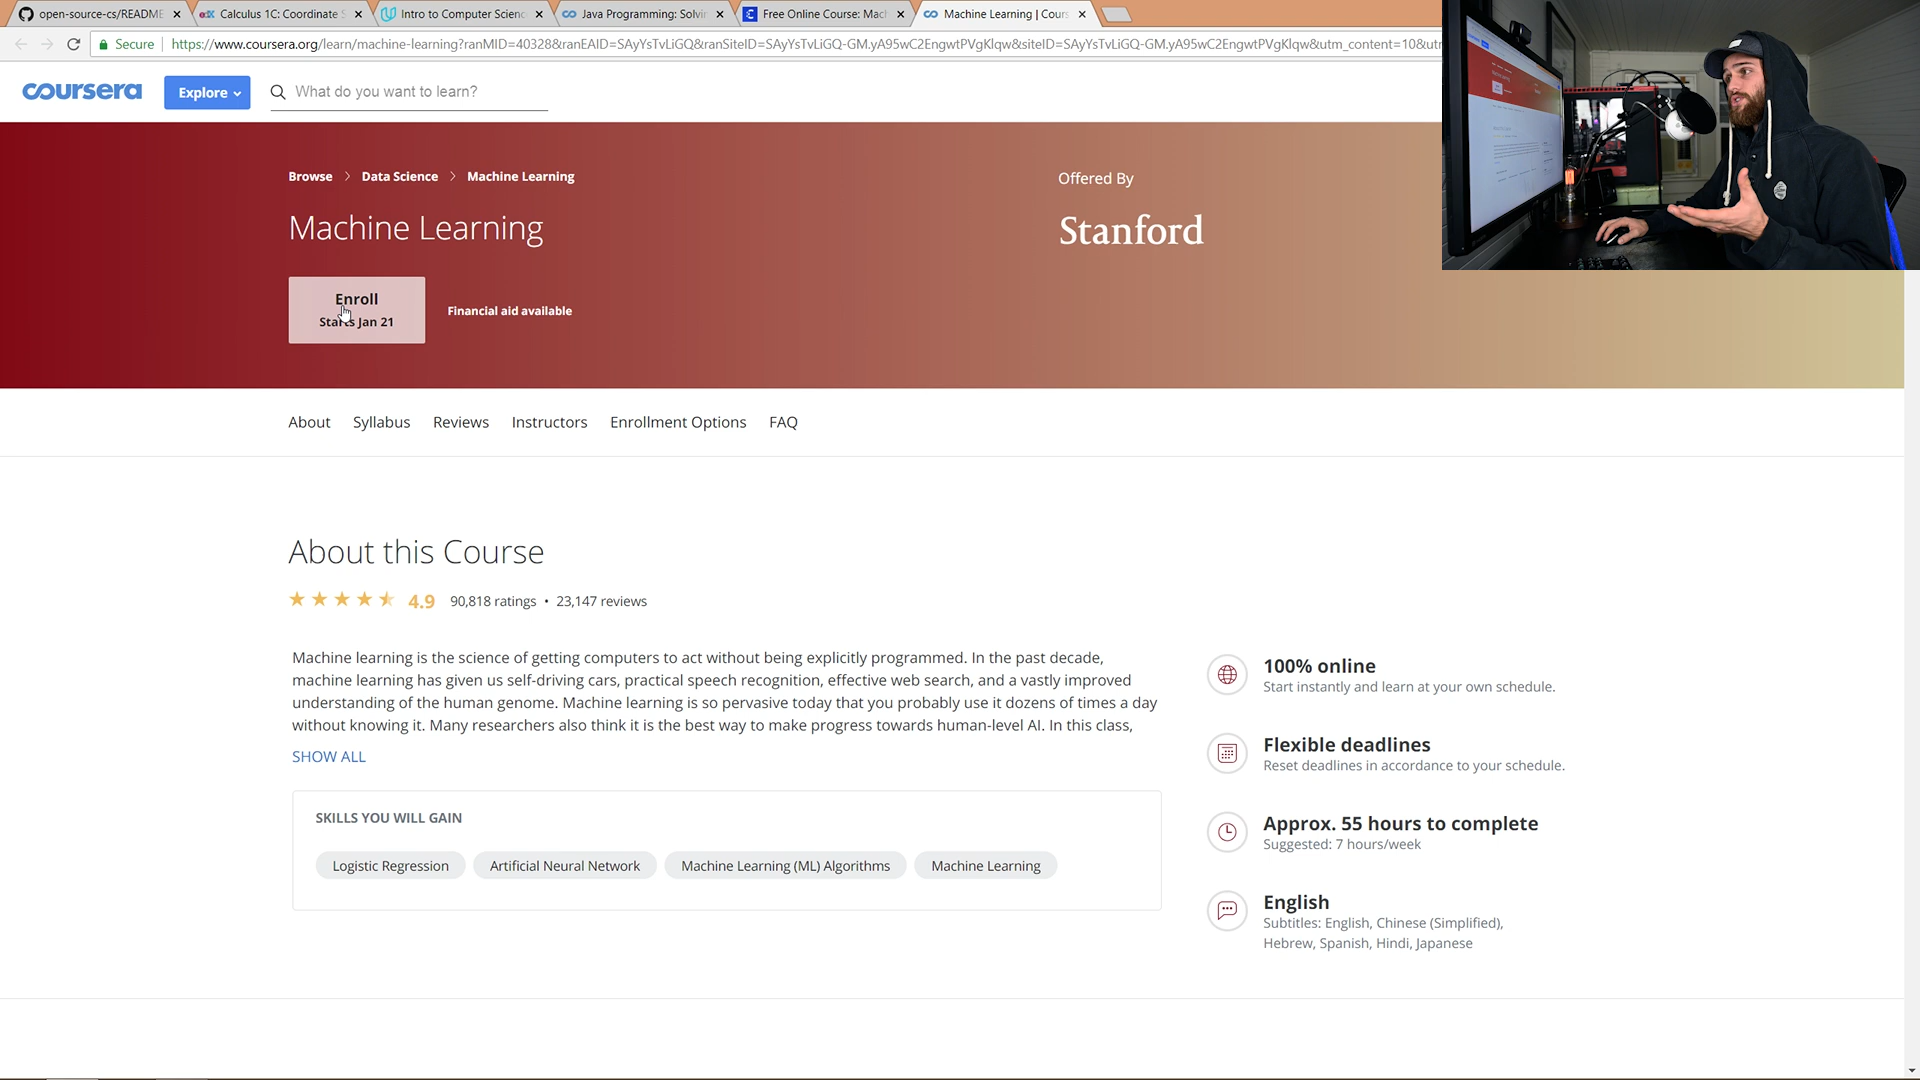 open-source-cs/README
Calculus 1C: Coordinate S
Intro to Computer Scienc
Java Programming: Solvin
Free Online Course: Mach
Machine Learning | Cours
Secure
https://www.coursera.org/learn/machine-learning?ranMID=40328&ranEAID=SAyYsTvLiGQ&ranSiteID=SAyYsTvLiGQ-GM.yA95wC2EngwtPVgKlqw&siteID=SAyYsTvLiGQ-GM.yA95wC2EngwtPVgKlqw&utm_content=10&utm
coursera
Explore
What do you want to learn?
Browse > Data Science > Machine Learning
Machine Learning
Enroll
Starts Jan 21
Financial aid available
Offered By
Stanford
About Syllabus Reviews Instructors Enrollment Options FAQ
About this Course
4.9 90,818 ratings • 23,147 reviews
Machine learning is the science of getting computers to act without being explicitly programmed. In the past decade,
machine learning has given us self-driving cars, practical speech recognition, effective web search, and a vastly improved
understanding of the human genome. Machine learning is so pervasive today that you probably use it dozens of times a day
without knowing it. Many researchers also think it is the best way to make progress towards human-level AI. In this class,
SHOW ALL
SKILLS YOU WILL GAIN
Logistic Regression
Artificial Neural Network
Machine Learning (ML) Algorithms
Machine Learning
100% online
Start instantly and learn at your own schedule.
Flexible deadlines
Reset deadlines in accordance to your schedule.
Approx. 55 hours to complete
Suggested: 7 hours/week
English
Subtitles: English, Chinese (Simplified),
Hebrew, Spanish, Hindi, Japanese